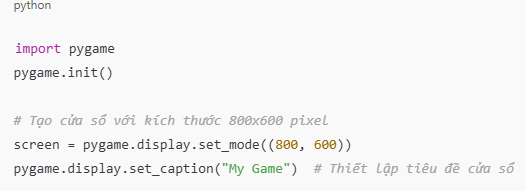 python
import pygame
pygame.init()
# Tạo cửa sổ với kích thước 800x600 pixel
screen = pygame.display.set_mode((800, 600))
pygame.display.set_caption("My Game")  # Thiết lập tiêu đề cửa sổ